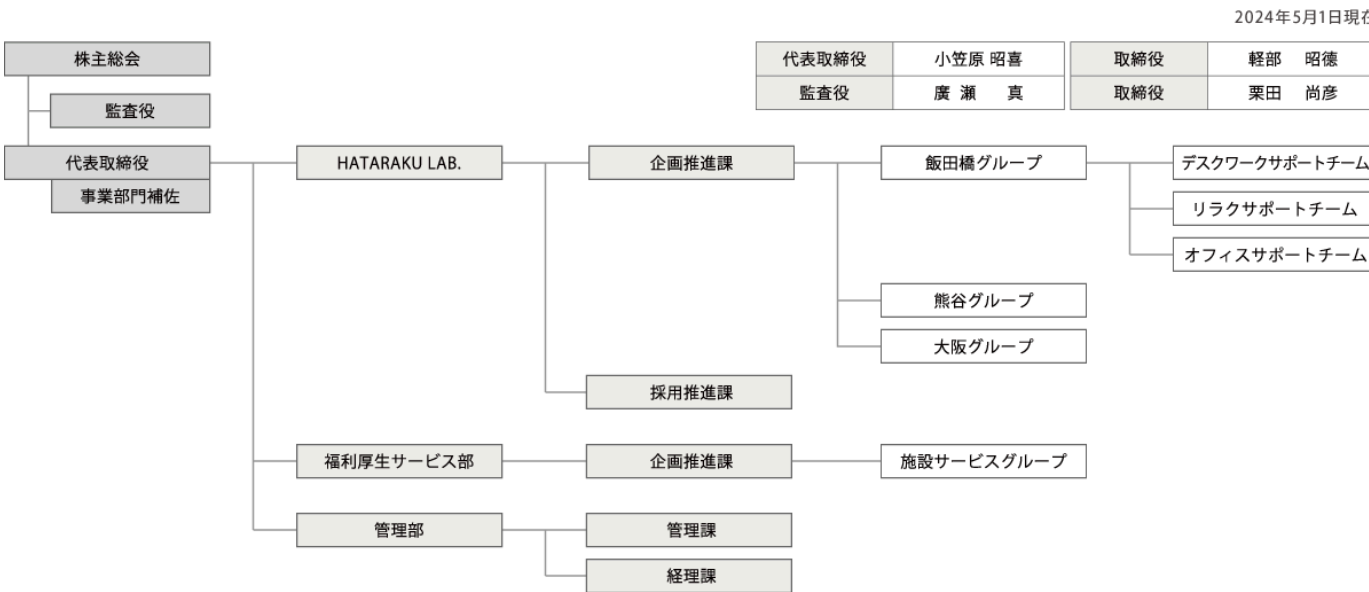 2024年5月1日現在
株主総会
代表取締役 小笠原 昭喜 取締役 軽部 昭徳
監査役 廣瀬 真 取締役 栗田 尚彦
監査役
代表取締役
事業部門補佐
HATARAKU LAB.
企画推進課
飯田橋グループ
デスクワークサポートチーム
リラクサポートチーム
オフィスサポートチーム
熊谷グループ
大阪グループ
採用推進課
福利厚生サービス部
企画推進課
施設サービスグループ
管理部
管理課
経理課